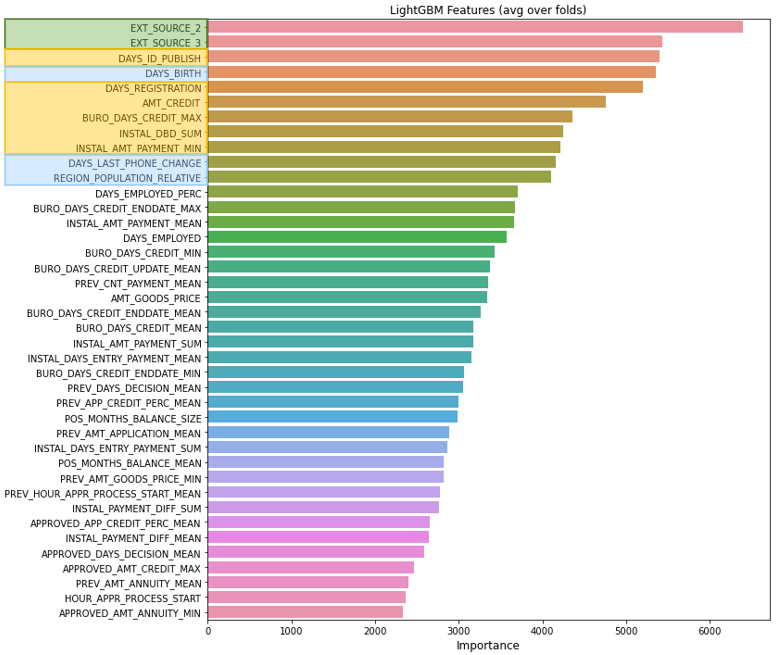 LightGBM Features (avg over folds)
EXT_SOURCE_2
EXT_SOURCE_3
DAYS_ID_PUBLISH
DAYS_BIRTH
DAYS_REGISTRATION
AMT_CREDIT
BURO_DAYS_CREDIT_MAX
INSTAL_DBD_SUM
INSTAL_AMT_PAYMENT_MIN
DAYS_LAST_PHONE_CHANGE
REGION_POPULATION_RELATIVE
DAYS_EMPLOYED_PERC
BURO_DAYS_CREDIT_ENDDATE_MAX
INSTAL_AMT_PAYMENT_MEAN
DAYS_EMPLOYED
BURO_DAYS_CREDIT_MIN
BURO_DAYS_CREDIT_UPDATE_MEAN
PREV_CNT_PAYMENT_MEAN
AMT_GOODS_PRICE
BURO_DAYS_CREDIT_ENDDATE_MEAN
BURO_DAYS_CREDIT_MEAN
INSTAL_AMT_PAYMENT_SUM
INSTAL_DAYS_ENTRY_PAYMENT_MEAN
BURO_DAYS_CREDIT_ENDDATE_MIN
PREV_DAYS_DECISION_MEAN
PREV_APP_CREDIT_PERC_MEAN
POS_MONTHS_BALANCE_SIZE
PREV_AMT_APPLICATION_MEAN
INSTAL_DAYS_ENTRY_PAYMENT_SUM
POS_MONTHS_BALANCE_MEAN
PREV_AMT_GOODS_PRICE_MIN
PREV_HOUR_APPR_PROCESS_START_MEAN
INSTAL_PAYMENT_DIFF_SUM
APPROVED_APP_CREDIT_PERC_MEAN
INSTAL_PAYMENT_DIFF_MEAN
APPROVED_DAYS_DECISION_MEAN
APPROVED_AMT_CREDIT_MAX
PREV_AMT_ANNUITY_MEAN
HOUR_APPR_PROCESS_START
APPROVED_AMT_ANNUITY_MIN
0 1000 2000 3000 4000 5000 6000
Importance